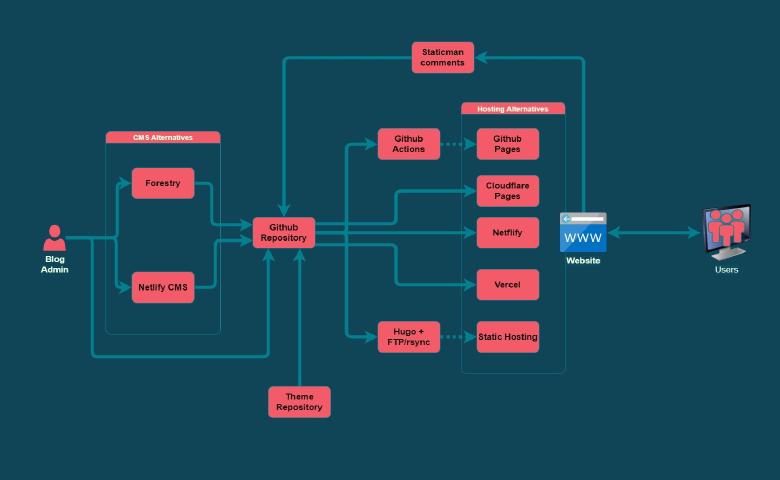 Staticman
comments
Hosting Alternatives
CMS Alternatives
Github
Actions
Github
Pages
Forestry
Cloudflare
Pages
Github
Repository
Netflify
WWW
Website
Blog
Admin
Users
Netlify CMS
Vercel
Hugo +
FTP/rsync
Static Hosting
Theme
Repository